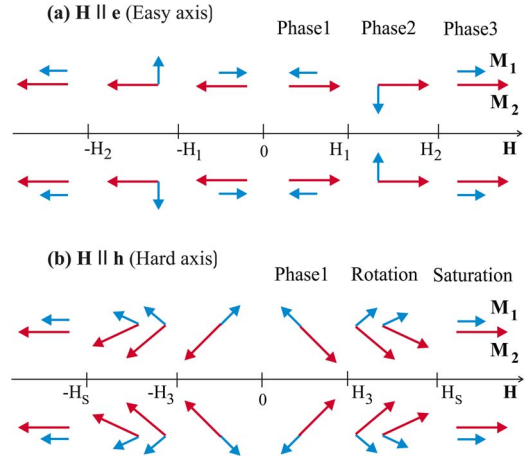 (a) H || e (Easy axis)
Phase1 Phase2 Phase3
M1
M2
-H2 -H1 0 H1 H2 H
(b) H || h (Hard axis)
Phase1 Rotation Saturation
M1
M2
-HS -H3 0 H3 HS H